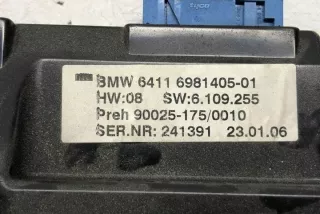 BMW 6411 6981405-01
HW:08 SW:6.109.255
Preh 90025-175/0010
SER.NR: 241391 23.01.06